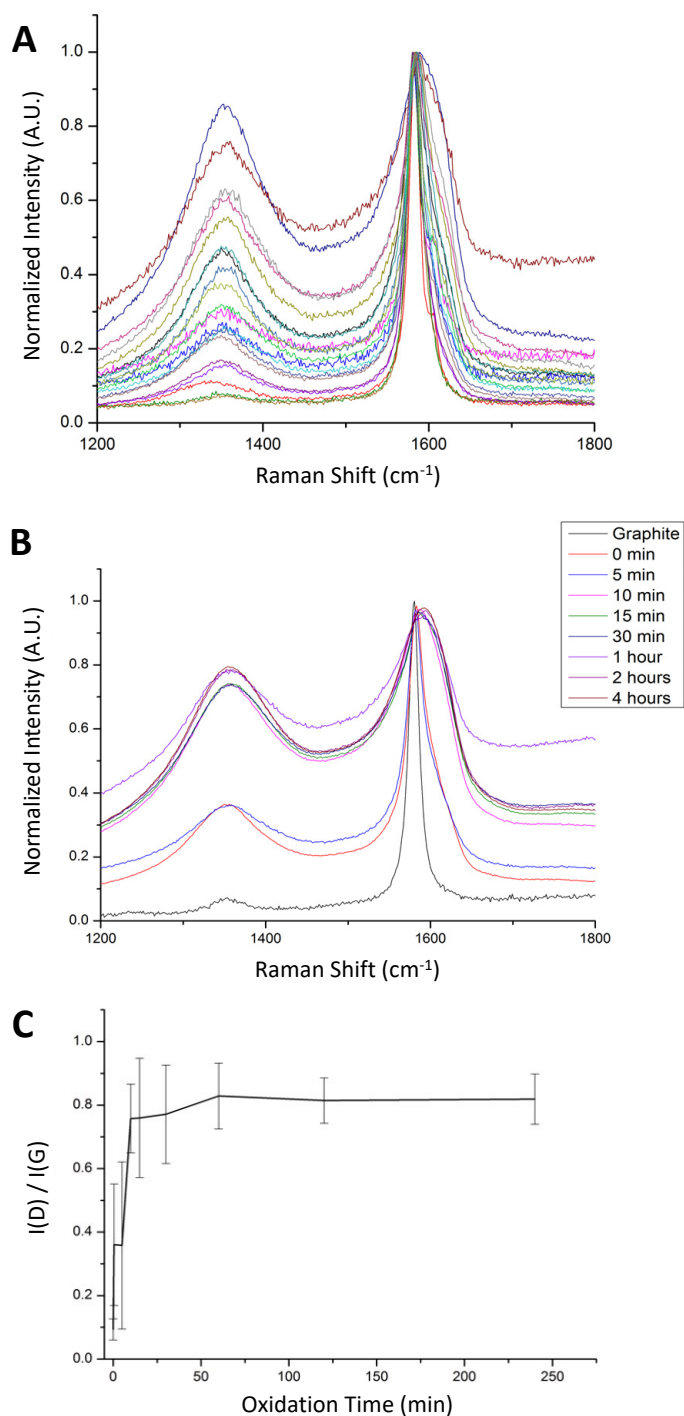 A
Normalized Intensity (A.U.)
1.0
0.8
0.6
0.4
0.2
0.0
1200
1400
1600
1800
Raman Shift (cm⁻¹)
B
Graphite
0 min
5 min
10 min
15 min
30 min
1 hour
2 hours
4 hours
Normalized Intensity (A.U.)
1.0
0.8
0.6
0.4
0.2
0.0
1200
1400
1600
1800
Raman Shift (cm⁻¹)
C
I(D) / I(G)
1.0
0.8
0.6
0.4
0.2
0.0
0
50
100
150
200
250
Oxidation Time (min)